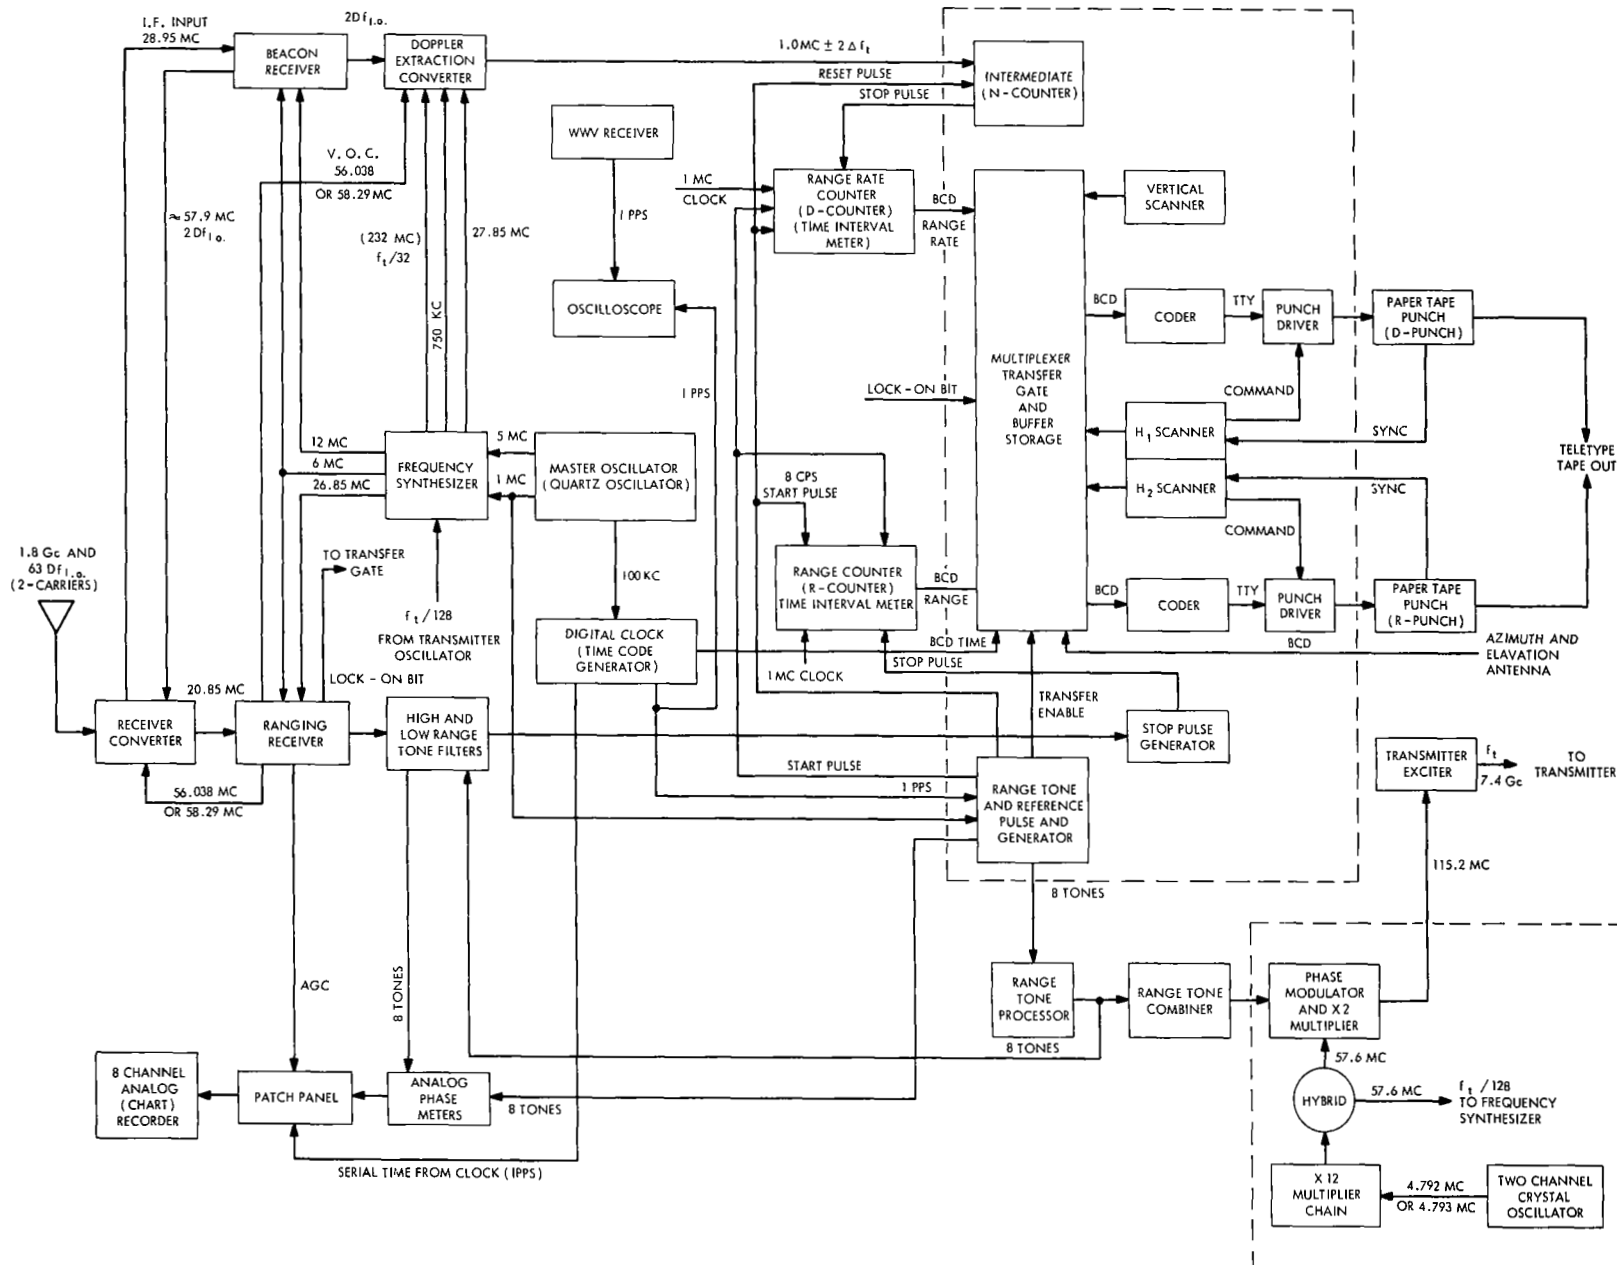 I.F. INPUT
28.95 MC
BEACON
RECEIVER
2Df1.o.
DOPPLER
EXTRACTION
CONVERTER
1.0MC ± 2 Δ ft
RESET PULSE
STOP PULSE
INTERMEDIATE
(N-COUNTER)
WWV RECEIVER
1 PPS
OSCILLOSCOPE
V. O. C.
56.038
OR 58.29 MC
≈ 57.9 MC
2 Df1.o.
(232 MC)
ft/32
750 KC
27.85 MC
1 MC
CLOCK
RANGE RATE
COUNTER
(D-COUNTER)
(TIME INTERVAL
METER)
BCD
RANGE
RATE
VERTICAL
SCANNER
MULTIPLEXER
TRANSFER
GATE
AND
BUFFER
STORAGE
BCD
CODER
TTY
PUNCH
DRIVER
PAPER TAPE
PUNCH
(D-PUNCH)
COMMAND
H1 SCANNER
SYNC
H2 SCANNER
SYNC
COMMAND
TELETYPE
TAPE OUT
LOCK-ON BIT
1 PPS
12 MC
6 MC
26.85 MC
FREQUENCY
SYNTHESIZER
5 MC
1 MC
MASTER OSCILLATOR
(QUARTZ OSCILLATOR)
8 CPS
START PULSE
100 KC
RANGE COUNTER
(R-COUNTER)
TIME INTERVAL METER
BCD
RANGE
BCD
CODER
TTY
PUNCH
DRIVER
PAPER TAPE
PUNCH
(R-PUNCH)
BCD
AZIMUTH AND
ELAVATION
ANTENNA
1.8 Gc AND
63 Df1.o.
(2-CARRIERS)
TO TRANSFER
GATE
ft/128
FROM TRANSMITTER
OSCILLATOR
LOCK-ON BIT
DIGITAL CLOCK
(TIME CODE
GENERATOR)
BCD TIME
1MC CLOCK
STOP PULSE
TRANSFER
ENABLE
STOP PULSE
GENERATOR
20.85 MC
RECEIVER
CONVERTER
RANGING
RECEIVER
HIGH AND
LOW RANGE
TONE FILTERS
56.038 MC
OR 58.29 MC
START PULSE
1 PPS
RANGE TONE
AND REFERENCE
PULSE AND
GENERATOR
TRANSMITTER
EXCITER
ft
7.4 Gc
TO
TRANSMITTER
115.2 MC
8 TONES
AGC
8 TONES
RANGE
TONE
PROCESSOR
RANGE TONE
COMBINER
PHASE
MODULATOR
AND X2
MULTIPLIER
8 TONES
57.6 MC
HYBRID
57.6 MC
ft /128
TO FREQUENCY
SYNTHESIZER
8 CHANNEL
ANALOG
(CHART)
RECORDER
PATCH PANEL
ANALOG
PHASE
METERS
8 TONES
SERIAL TIME FROM CLOCK (1PPS)
X 12
MULTIPLIER
CHAIN
4.792 MC
OR 4.793 MC
TWO CHANNEL
CRYSTAL
OSCILLATOR